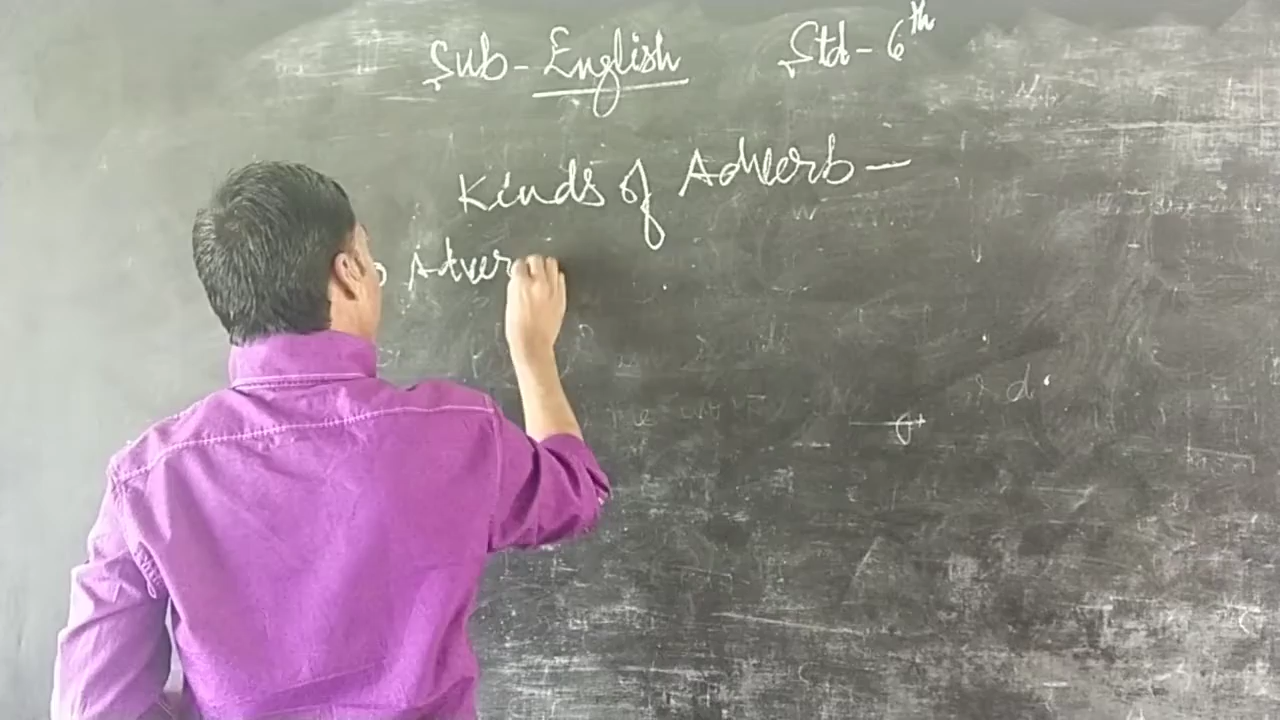 Sub - English Std - 6th
Kinds of Adverb —
Adver